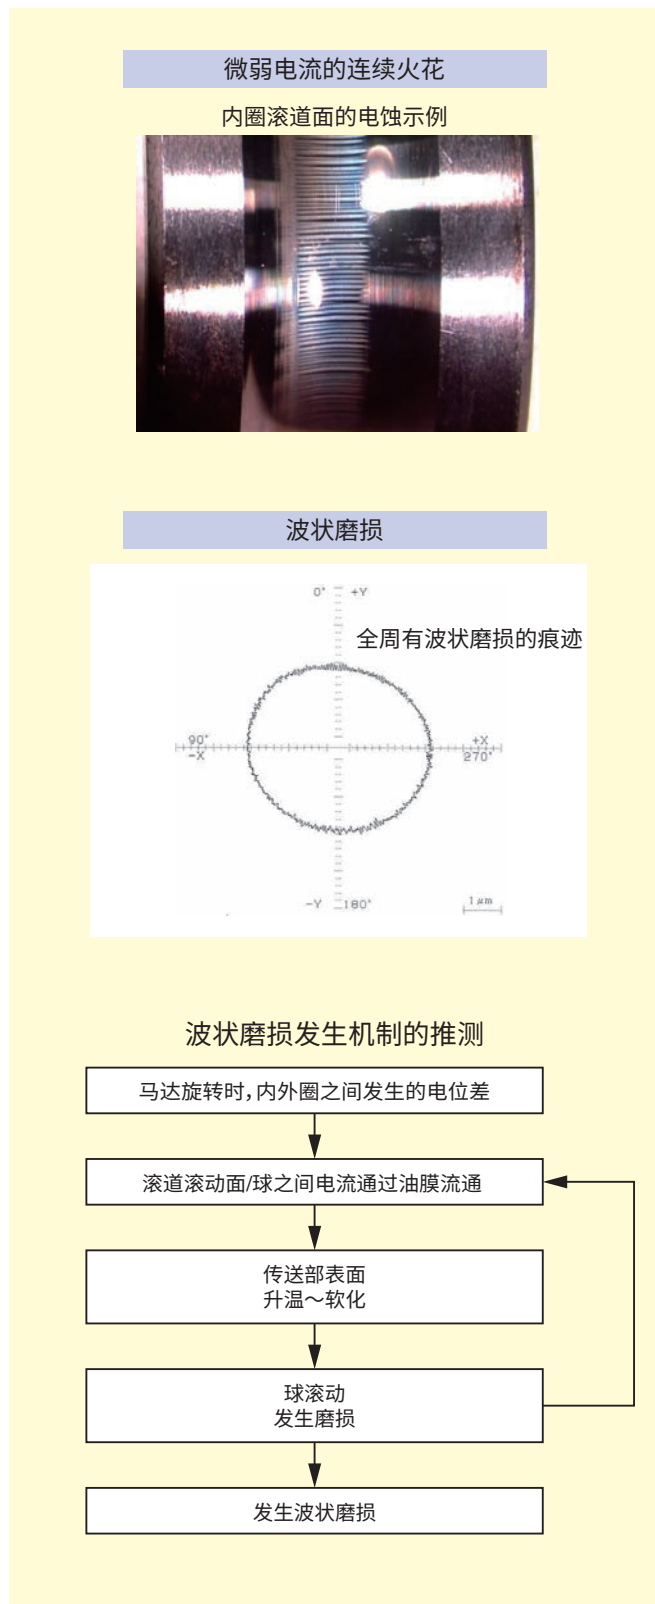 微弱电流的连续火花
内圈滚道面的电蚀示例
波状磨损
0° +Y
全周有波状磨损的痕迹
90° +X
-X 270°
-Y 180° 1μm
波状磨损发生机制的推测
马达旋转时，内外圈之间发生的电位差
滚道滚动面/球之间电流通过油膜流通
传送部表面
升温～软化
球滚动
发生磨损
发生波状磨损